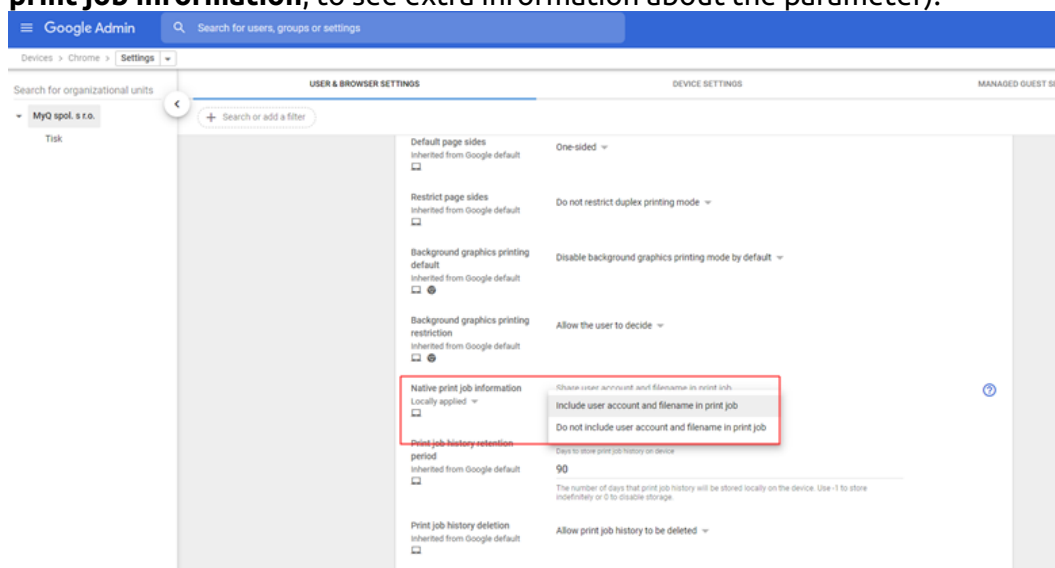 print job information, to see extra information about the parameter).
Google Admin
Search for users, groups or settings
Devices > Chrome > Settings
USER & BROWSER SETTINGS
DEVICE SETTINGS
MANAGED GUEST S
Search for organizational units
MyQ spol. s r.o.
Tisk
+ Search or add a filter
Default page sides
Inherited from Google default
One-sided
Restrict page sides
Inherited from Google default
Do not restrict duplex printing mode
Background graphics printing
default
Inherited from Google default
Disable background graphics printing mode by default
Background graphics printing
restriction
Inherited from Google default
Allow the user to decide
Native print job information
Locally applied
Share user account and filename in print job
Include user account and filename in print job
Do not include user account and filename in print job
Print job history retention
period
Inherited from Google default
Days to store print job history on device
90
The number of days that print job history will be stored locally on the device. Use -1 to store
indefinitely or 0 to disable storage.
Print job history deletion
Inherited from Google default
Allow print job history to be deleted